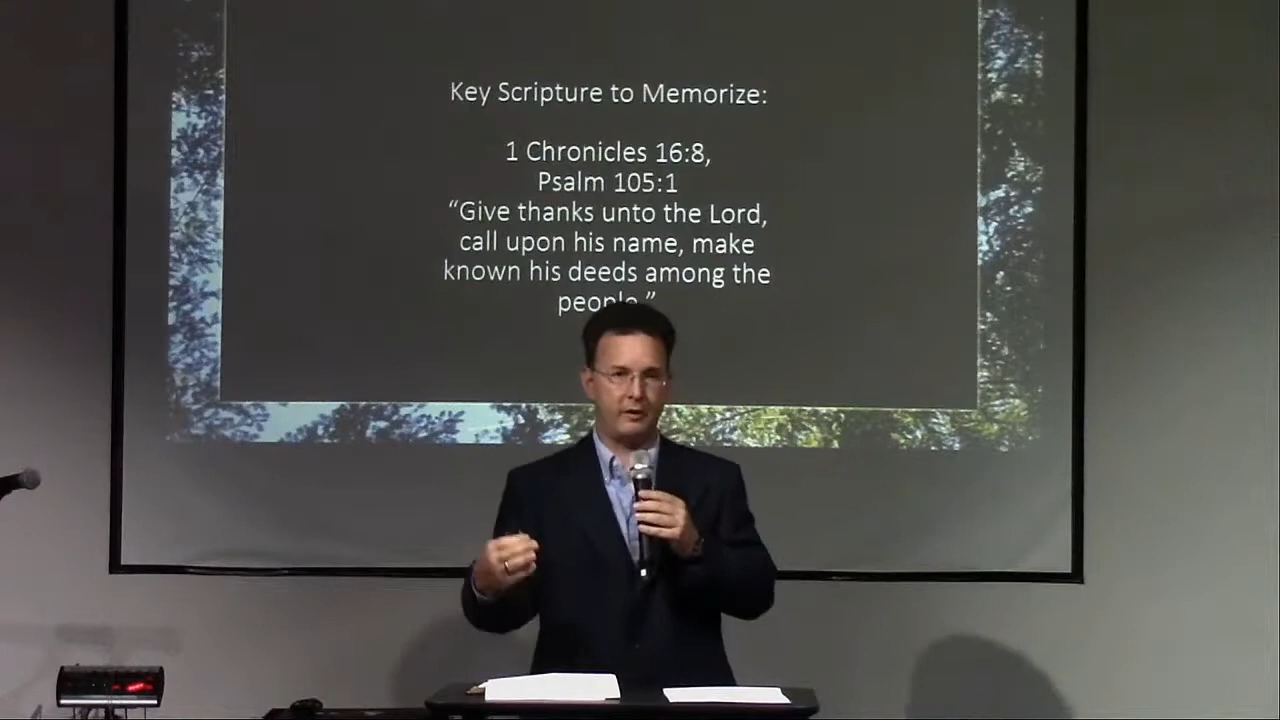 Key Scripture to Memorize:
1 Chronicles 16:8,
Psalm 105:1
“Give thanks unto the Lord,
call upon his name, make
known his deeds among the
people.”